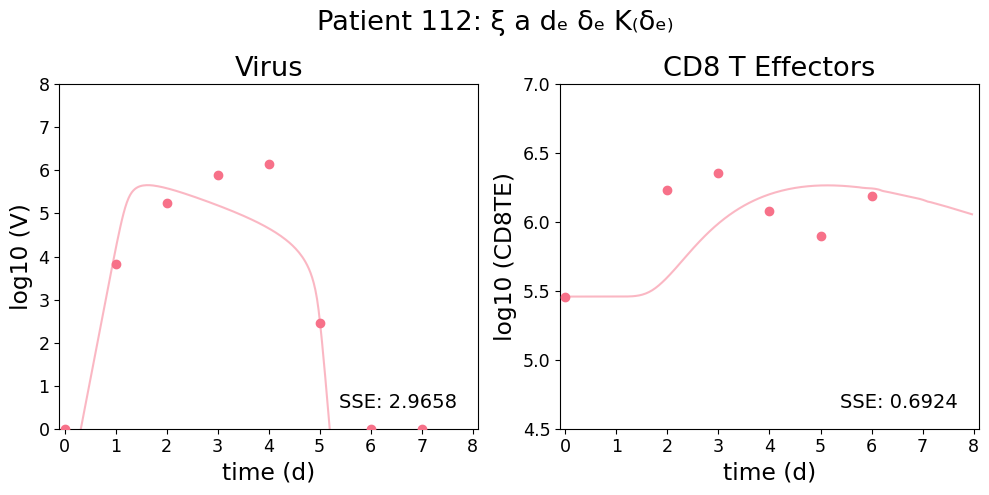 Patient 112: ξ a dₑ δₑ K₍δₑ₎
Virus
CD8 T Effectors
log10 (V)
8
7
6
5
4
3
2
1
0
SSE: 2.9658
0 1 2 3 4 5 6 7 8
time (d)
log10 (CD8TE)
7.0
6.5
6.0
5.5
5.0
4.5
SSE: 0.6924
0 1 2 3 4 5 6 7 8
time (d)